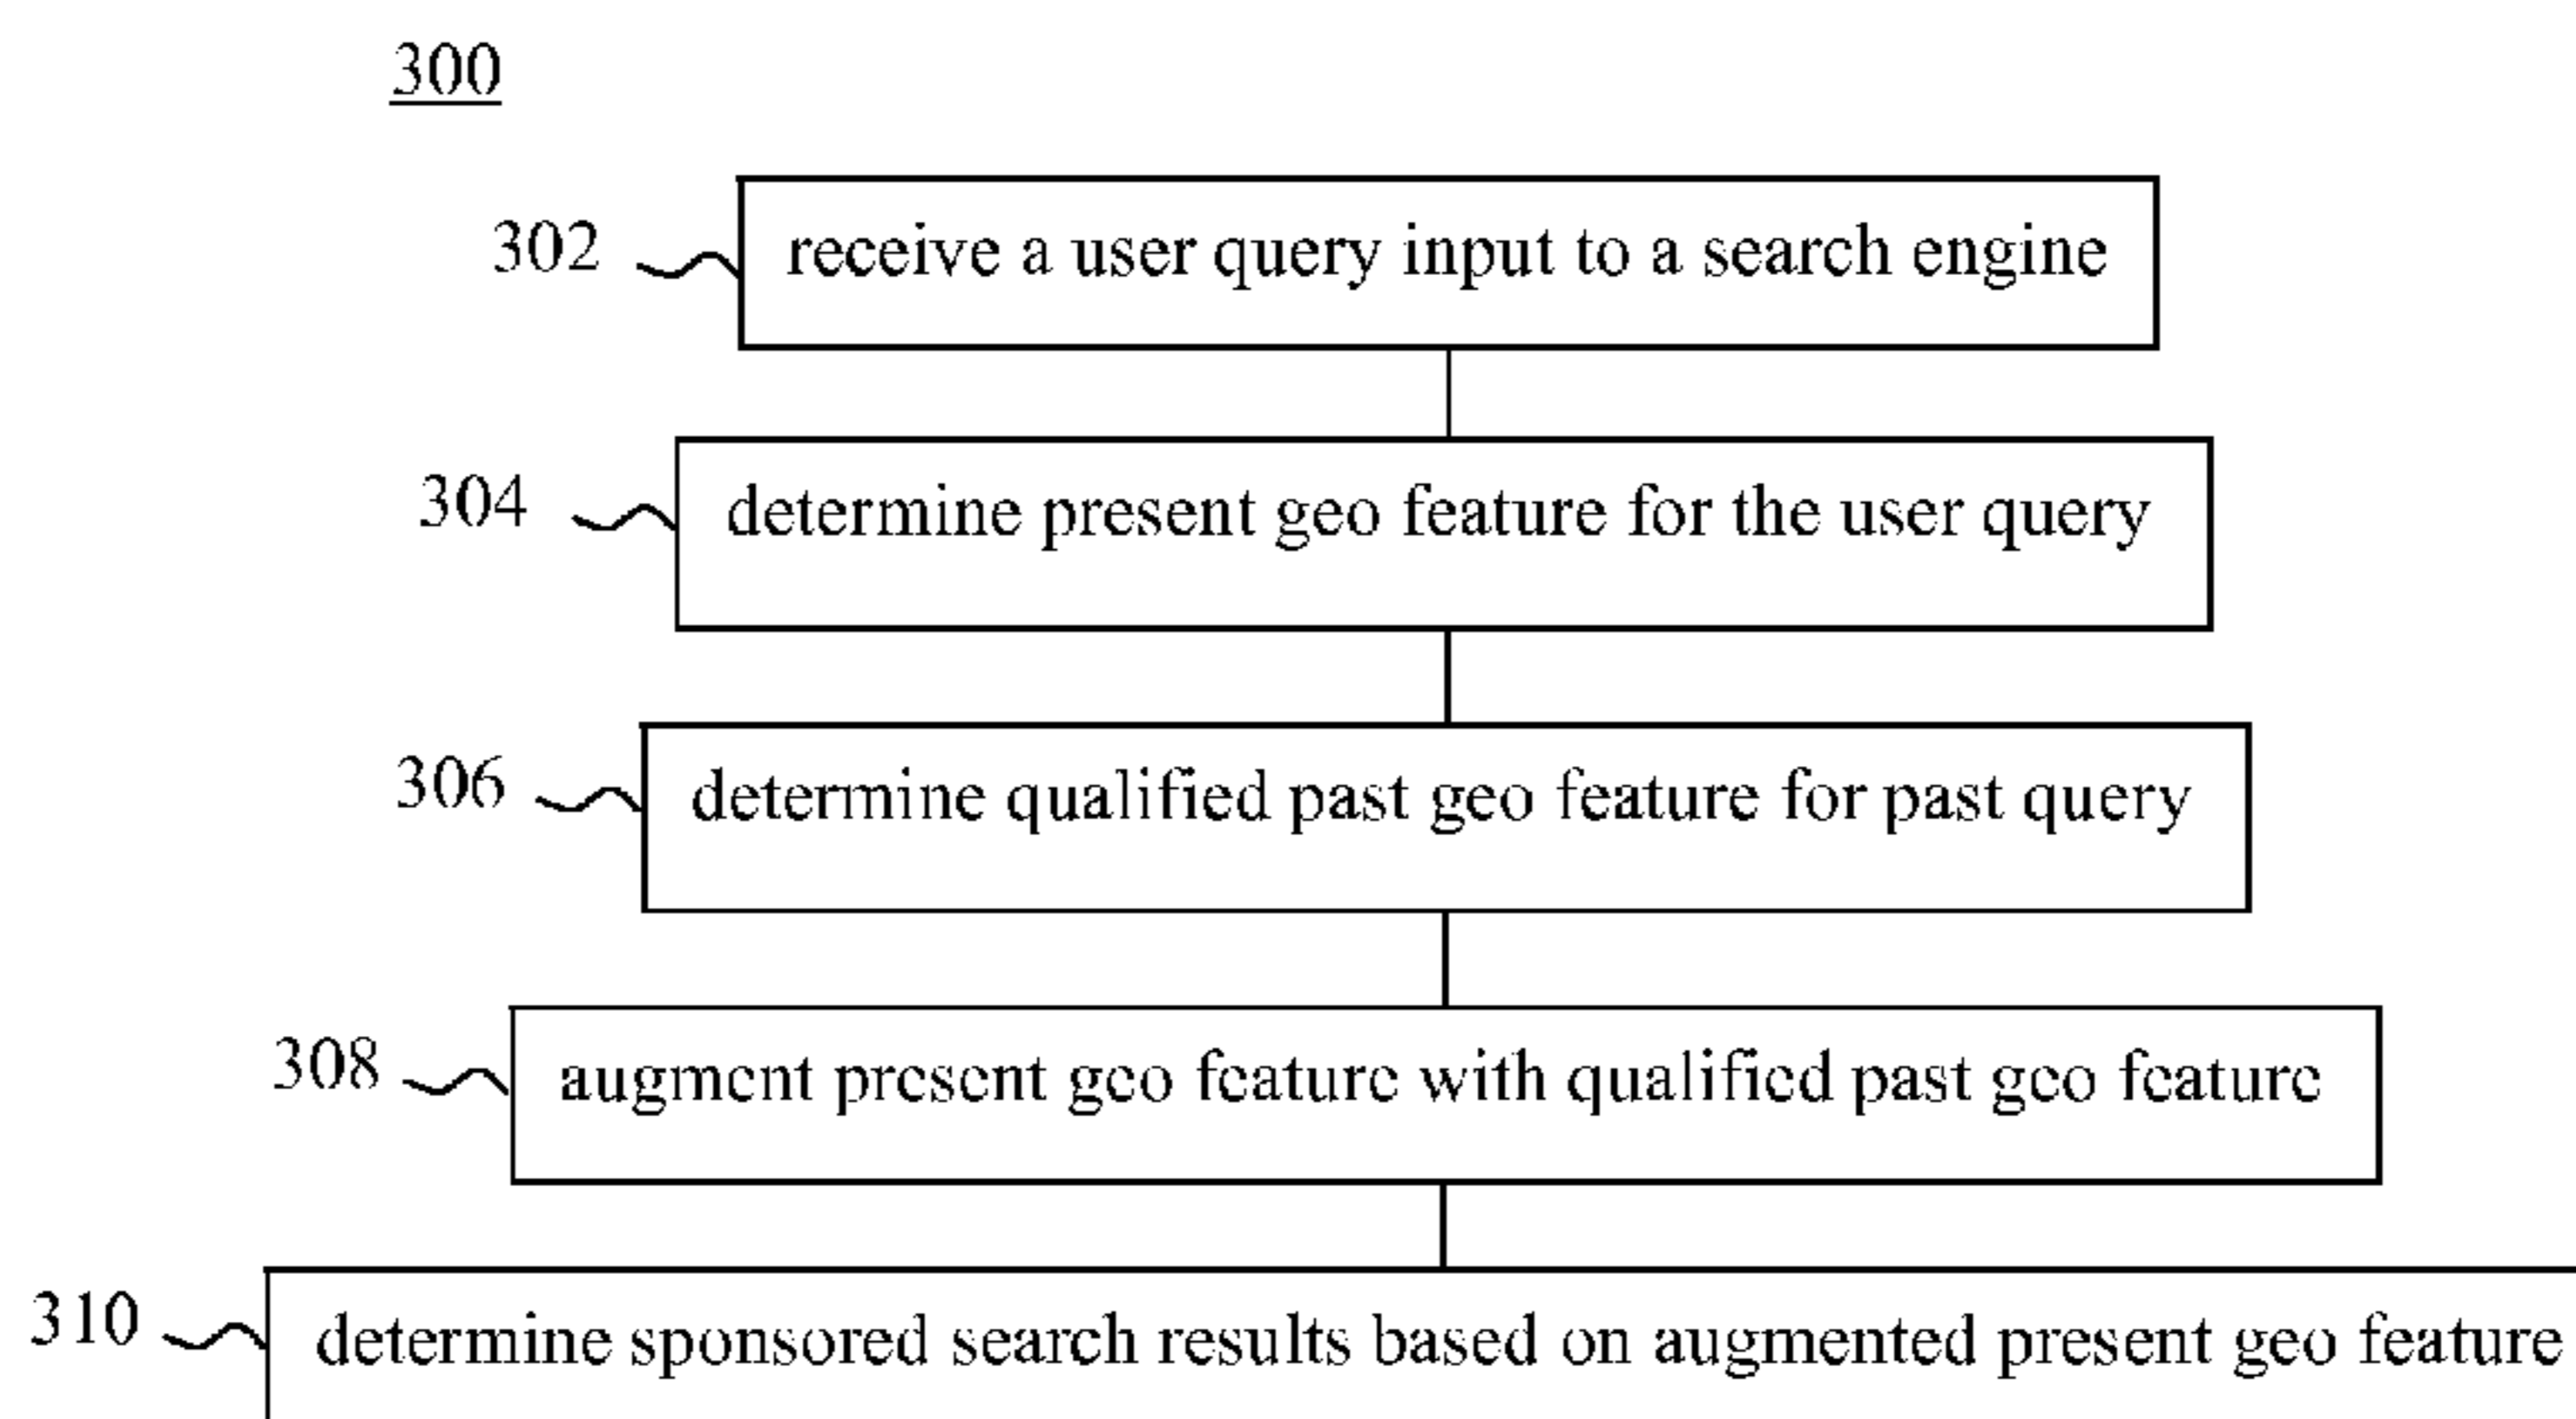 300
302 receive a user query input to a search engine
304 determine present geo feature for the user query
306 determine qualified past geo feature for past query
308 augment present geo feature with qualified past geo feature
310 determine sponsored search results based on augmented present geo feature